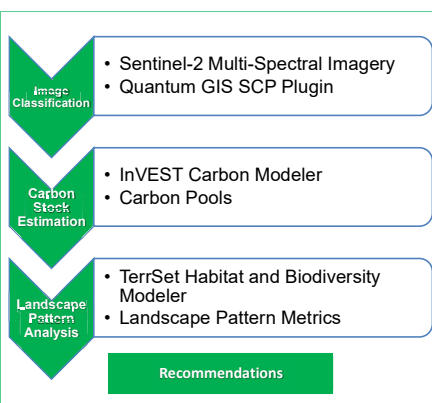 Image
Classification
• Sentinel-2 Multi-Spectral Imagery
• Quantum GIS SCP Plugin
Carbon
Stock
Estimation
• InVEST Carbon Modeler
• Carbon Pools
Landscape
Pattern
Analysis
• TerrSet Habitat and Biodiversity
Modeler
• Landscape Pattern Metrics
Recommendations